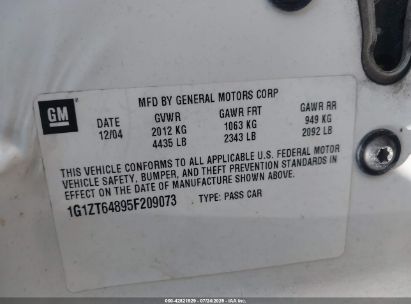 GM
MFD BY GENERAL MOTORS CORP
DATE GVWR GAWR FRT GAWR RR
12/04 2012 KG 1063 KG 949 KG
4435 LB 2343 LB 2092 LB
THIS VEHICLE CONFORMS TO ALL APPLICABLE U.S. FEDERAL MOTOR
VEHICLE SAFETY, BUMPER, AND THEFT PREVENTION STANDARDS IN
EFFECT ON THE DATE OF MANUFACTURE SHOWN ABOVE.
1G1ZT64895F209073 TYPE: PASS CAR